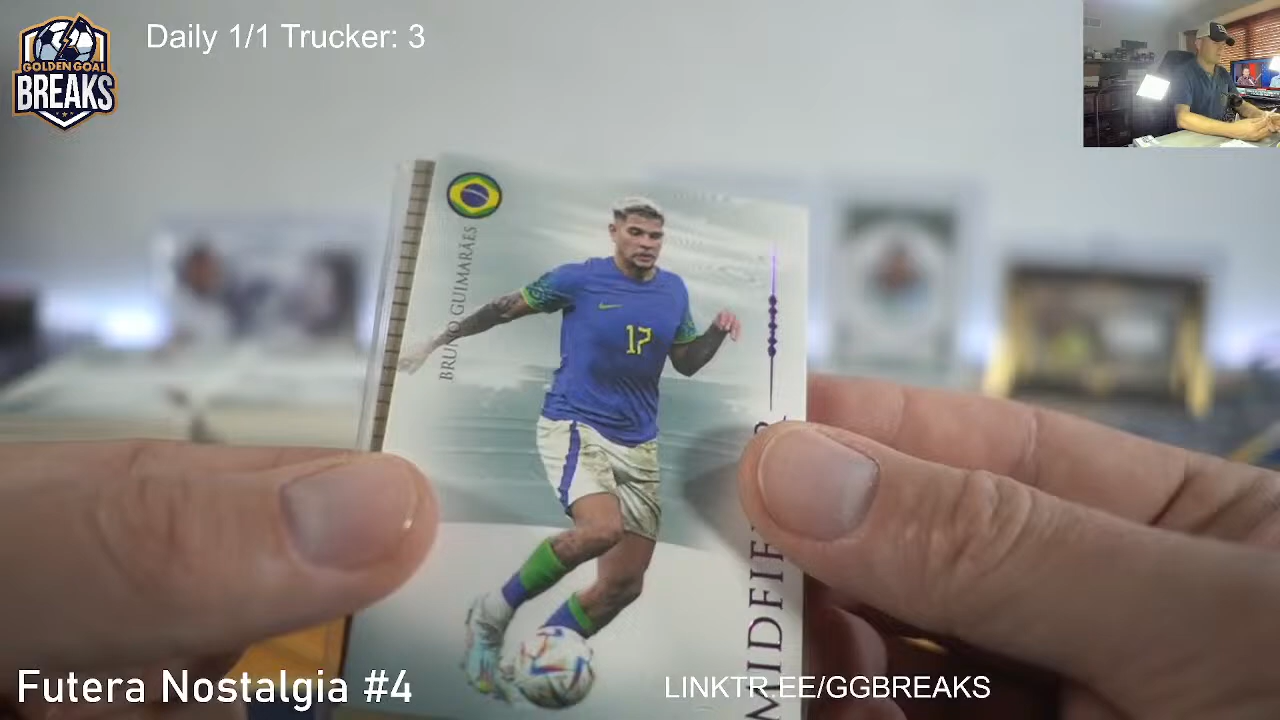 Daily 1/1 Trucker: 3
GOLDEN GOAL
BREAKS
BRUNO GUIMARÃES
17
MIDFIE
Futera Nostalgia #4
LINKTR.EE/GGBREAKS